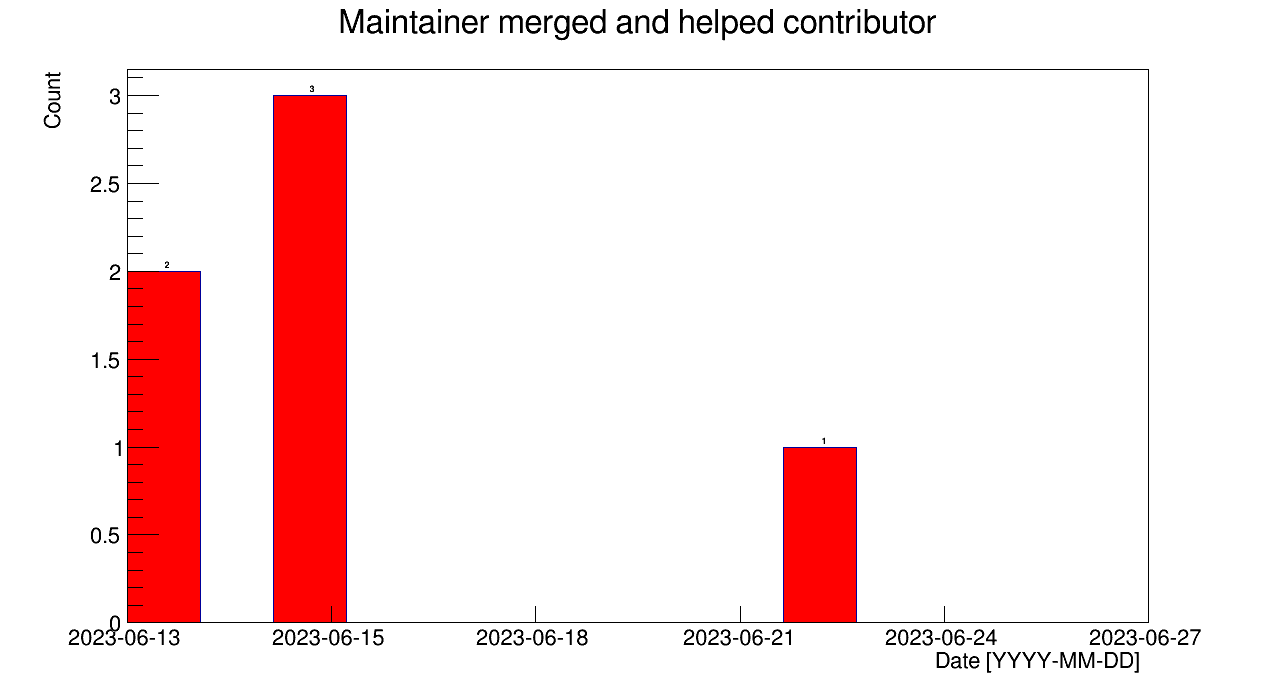 Maintainer merged and helped contributor
Count
3
2.5
2
1.5
1
0.5
0
2
3
1
2023-06-13 2023-06-15 2023-06-18 2023-06-21 2023-06-24 2023-06-27
Date [YYYY-MM-DD]